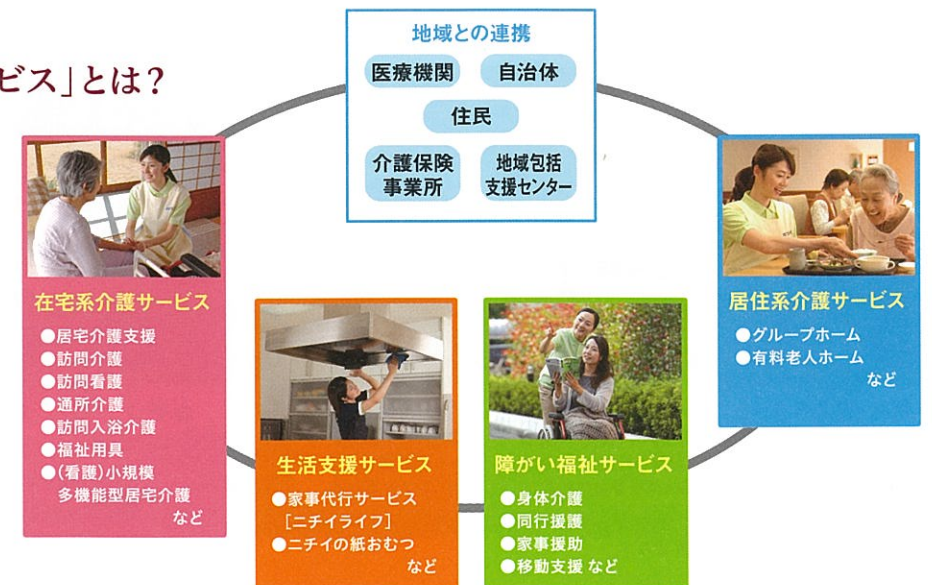 ビス」とは？
地域との連携
医療機関
自治体
住民
介護保険
事業所
地域包括
支援センター
在宅系介護サービス
●居宅介護支援
●訪問介護
●訪問看護
●通所介護
●訪問入浴介護
●福祉用具
●(看護)小規模
多機能型居宅介護
など
生活支援サービス
●家事代行サービス
［ニチイライフ］
●ニチイの紙おむつ
など
障がい福祉サービス
●身体介護
●同行援護
●家事援助
●移動支援 など
居住系介護サービス
●グループホーム
●有料老人ホーム
など